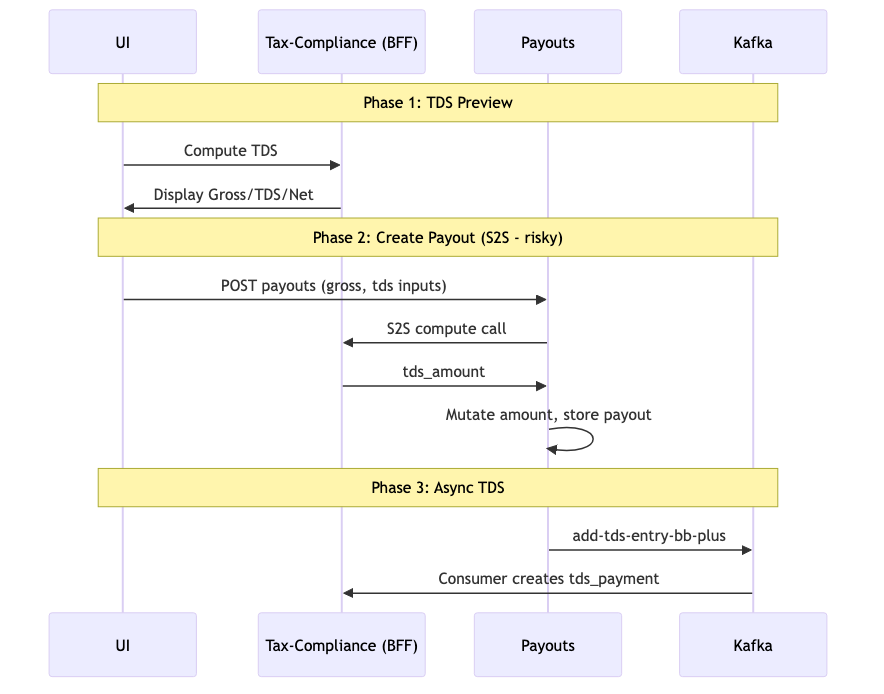 UI
Tax-Compliance (BFF)
Payouts
Kafka
Phase 1: TDS Preview
Compute TDS
Display Gross/TDS/Net
Phase 2: Create Payout (S2S - risky)
POST payouts (gross, tds inputs)
S2S compute call
tds_amount
Mutate amount, store payout
Phase 3: Async TDS
add-tds-entry-bb-plus
Consumer creates tds_payment
UI
Tax-Compliance (BFF)
Payouts
Kafka